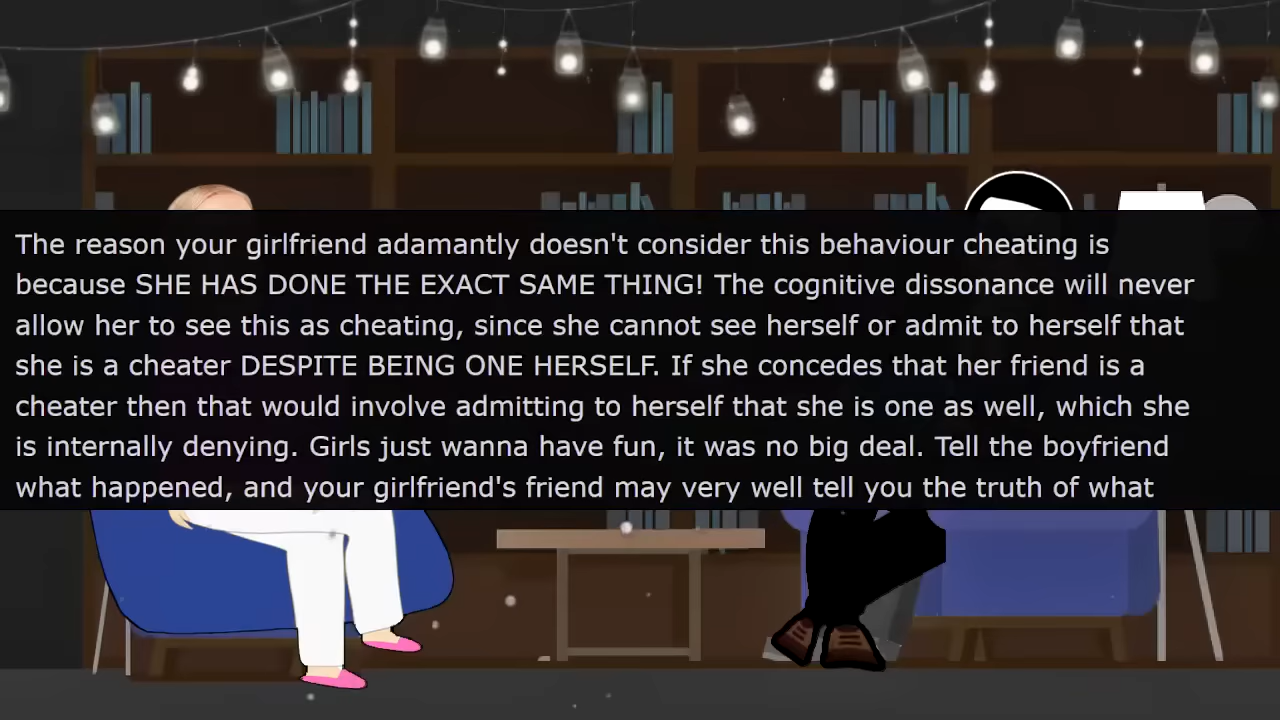 The reason your girlfriend adamantly doesn't consider this behaviour cheating is
because SHE HAS DONE THE EXACT SAME THING! The cognitive dissonance will never
allow her to see this as cheating, since she cannot see herself or admit to herself that
she is a cheater DESPITE BEING ONE HERSELF. If she concedes that her friend is a
cheater then that would involve admitting to herself that she is one as well, which she
is internally denying. Girls just wanna have fun, it was no big deal. Tell the boyfriend
what happened, and your girlfriend's friend may very well tell you the truth of what